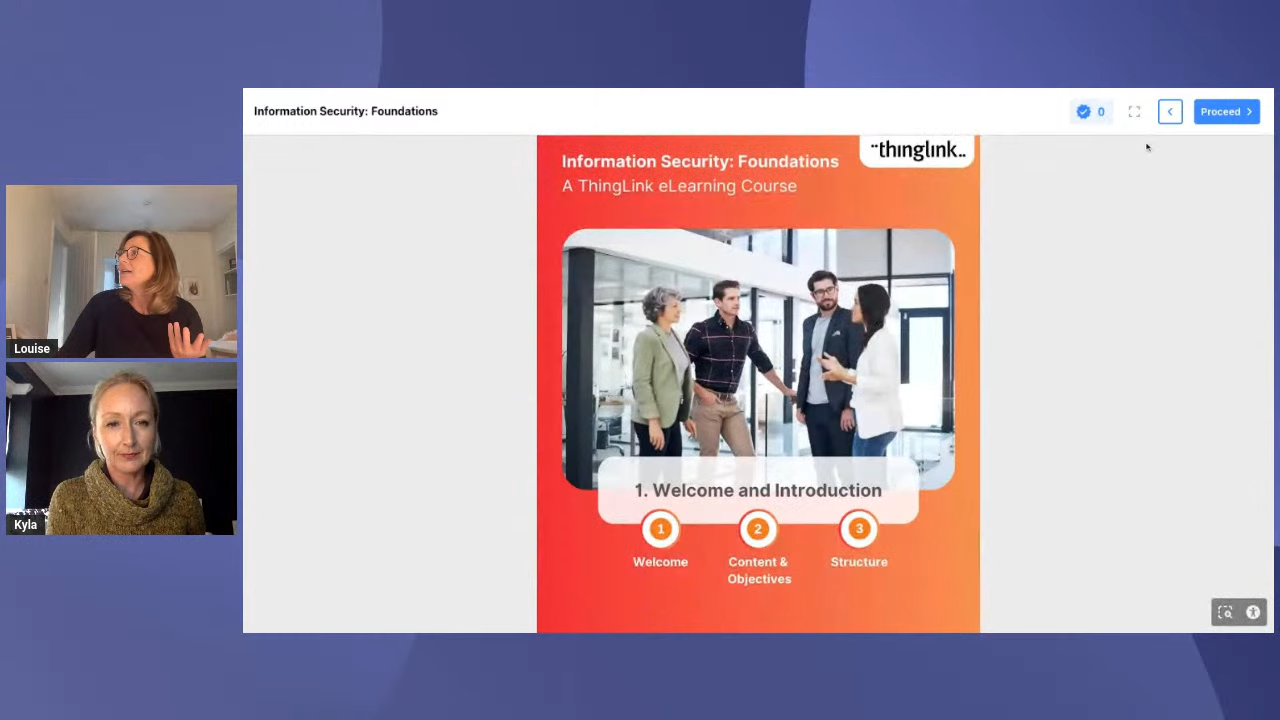 Information Security: Foundations
0
Proceed
Information Security: Foundations
A ThingLink eLearning Course
¨thınglınk..
1. Welcome and Introduction
1
2
3
Welcome
Content &
Objectives
Structure
Louise
Kyla